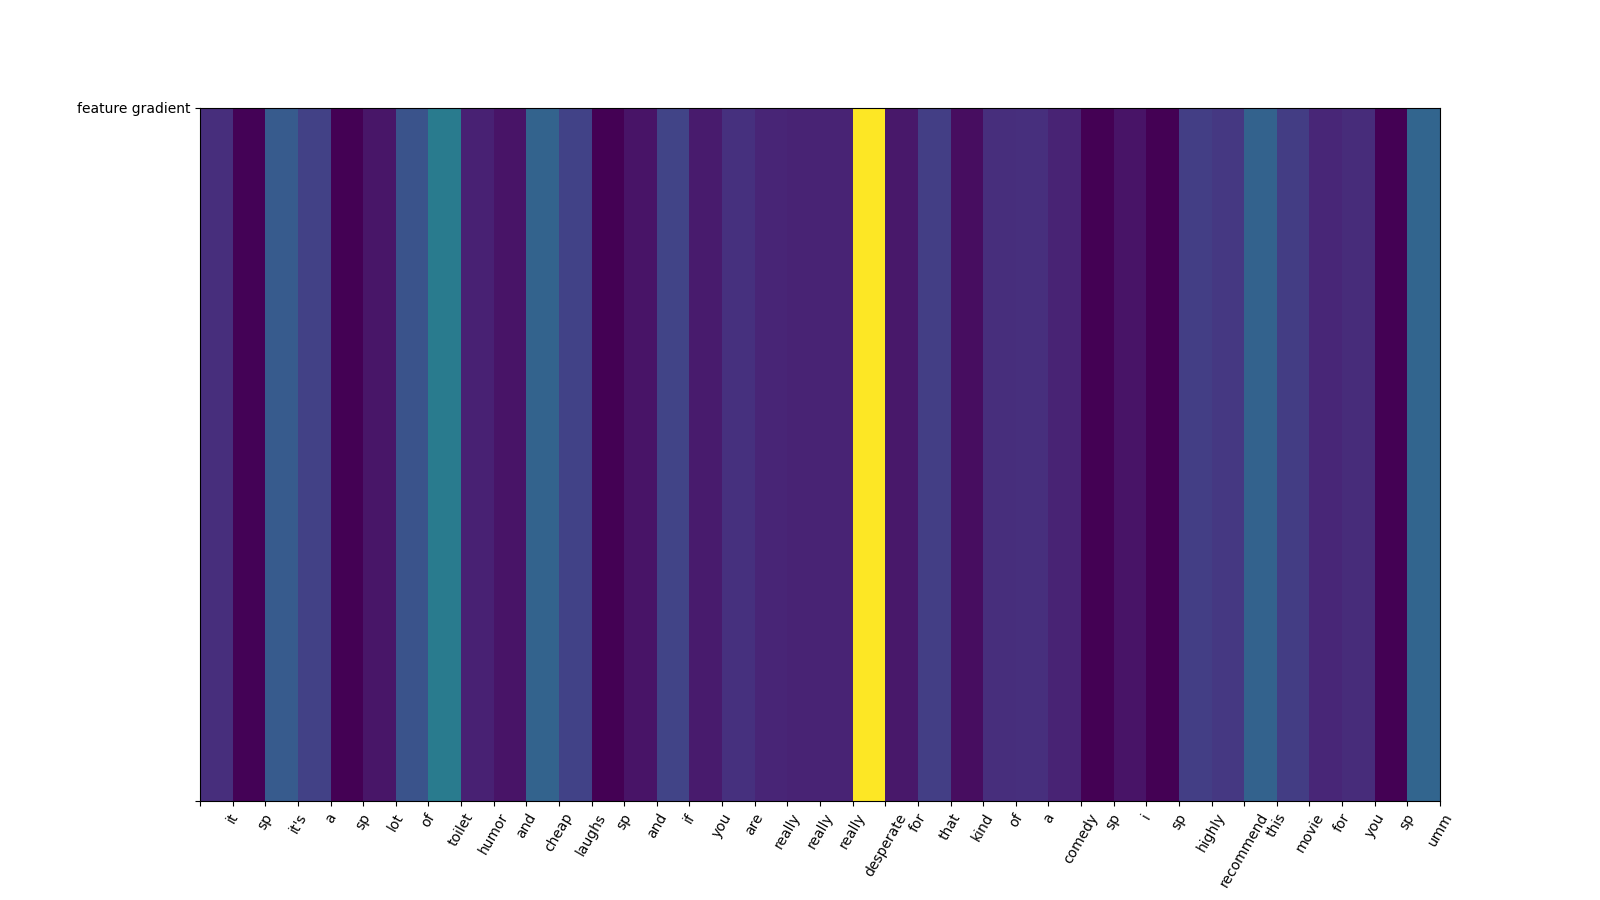 feature gradient
it sp it's a sp lot of toilet humor and cheap laughs sp and if you are really really really desperate for that kind of a comedy sp i sp highly recommend this movie for you sp umm